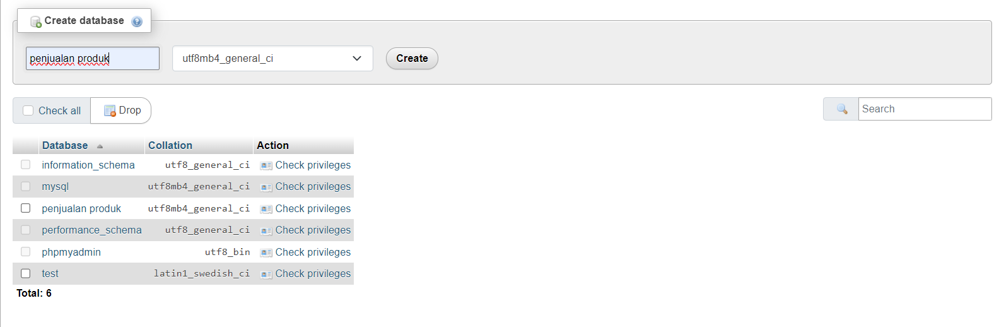 Create database
penjualan produk utf8mb4_general_ci Create
Check all Drop Search
Database Collation Action
information_schema utf8_general_ci Check privileges
mysql utf8mb4_general_ci Check privileges
penjualan produk utf8mb4_general_ci Check privileges
performance_schema utf8_general_ci Check privileges
phpmyadmin utf8_bin Check privileges
test latin1_swedish_ci Check privileges
Total: 6